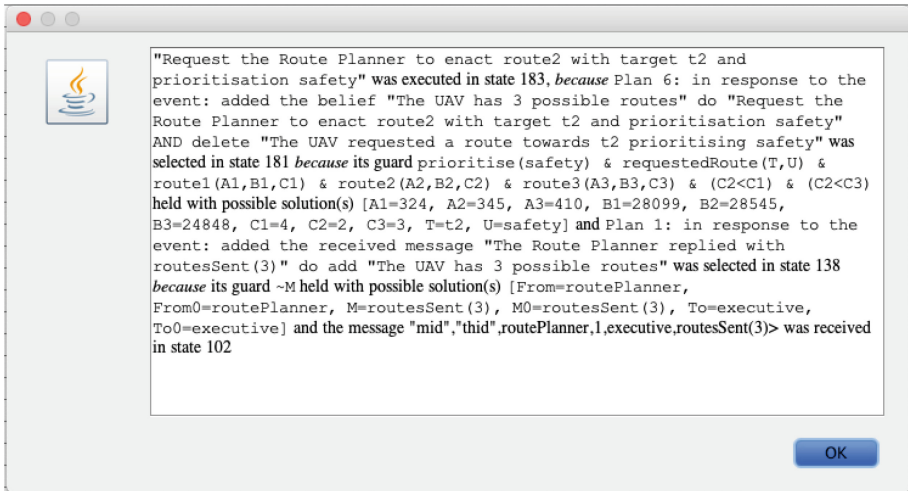 "Request the Route Planner to enact route2 with target t2 and
prioritisation safety" was executed in state 183, because Plan 6: in response to the
event: added the belief "The UAV has 3 possible routes" do "Request the
Route Planner to enact route2 with target t2 and prioritisation safety"
AND delete "The UAV requested a route towards t2 prioritising safety" was
selected in state 181 because its guard prioritise(safety) & requestedRoute(T,U) &
route1(A1,B1,C1) & route2(A2,B2,C2) & route3(A3,B3,C3) & (C2<C1) & (C2<C3)
held with possible solution(s) [A1=324, A2=345, A3=410, B1=28099, B2=28545,
B3=24848, C1=4, C2=2, C3=3, T=t2, U=safety] and Plan 1: in response to the
event: added the received message "The Route Planner replied with
routesSent(3)" do add "The UAV has 3 possible routes" was selected in state 138
because its guard ~M held with possible solution(s) [From=routePlanner,
From0=routePlanner, M=routesSent(3), M0=routesSent(3), To=executive,
To0=executive] and the message "mid","thid",routePlanner,1,executive,routesSent(3)> was received
in state 102
OK